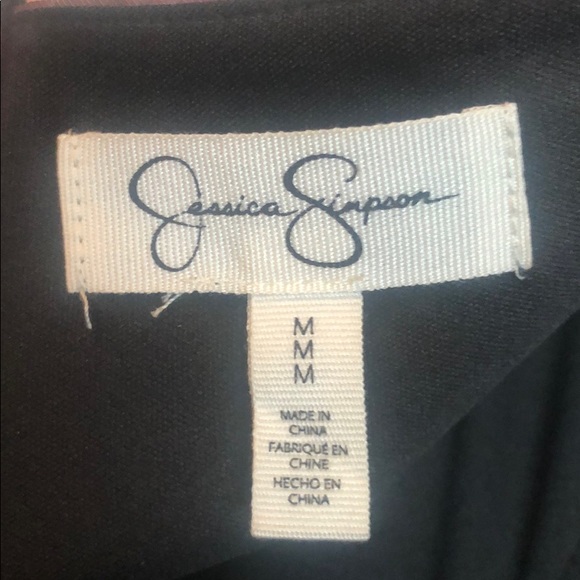 Jessica Simpson
M
M
M
MADE IN
CHINA
FABRIQUÉ EN
CHINE
HECHO EN
CHINA